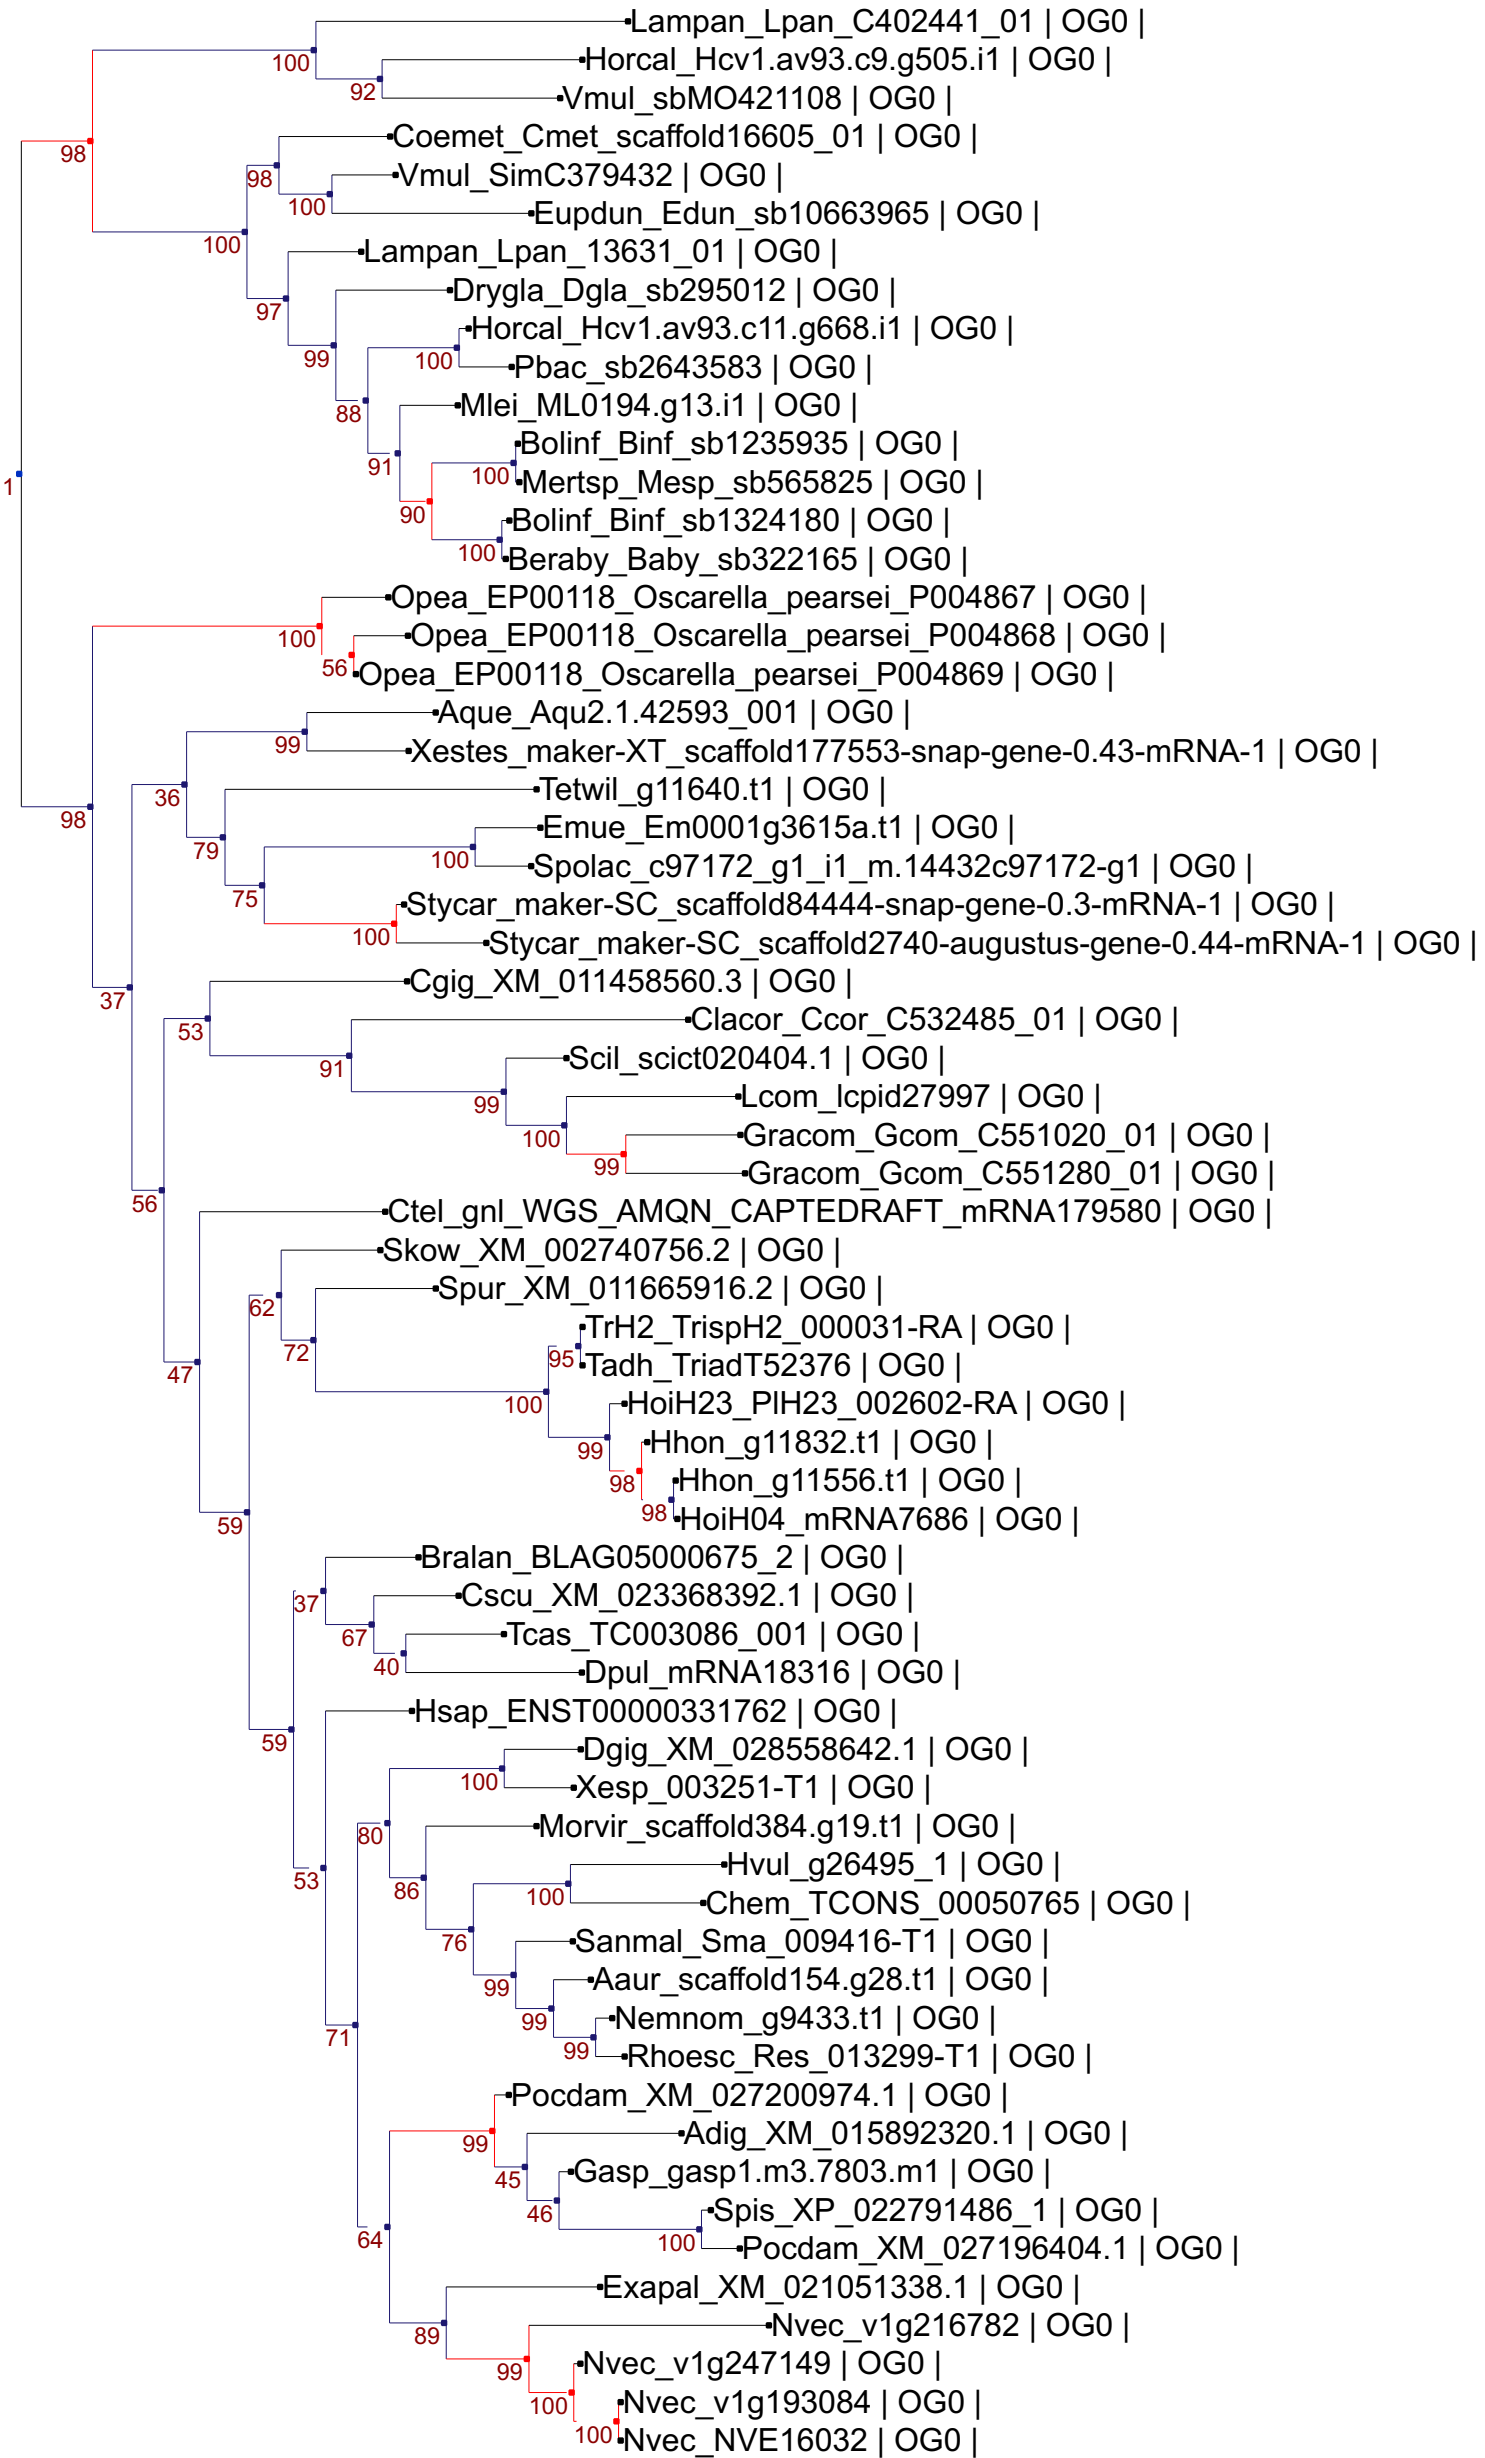 Lampan_Lpan_C402441_01 | OG0 |
100
Horcal_Hcv1.av93.c9.g505.i1 | OG0 |
92
Vmul_sbMO421108 | OG0 |
98
Coemet_Cmet_scaffold16605_01 | OG0 |
98
Vmul_SimC379432 | OG0 |
100
Eupdun_Edun_sb10663965 | OG0 |
100
Lampan_Lpan_13631_01 | OG0 |
97
Drygla_Dgla_sb295012 | OG0 |
99
Horcal_Hcv1.av93.c11.g668.i1 | OG0 |
100
Pbac_sb2643583 | OG0 |
88
Mlei_ML0194.g13.i1 | OG0 |
91
Bolinf_Binf_sb1235935 | OG0 |
100
Mertsp_Mesp_sb565825 | OG0 |
1
90
Bolinf_Binf_sb1324180 | OG0 |
100
Beraby_Baby_sb322165 | OG0 |
Opea_EP00118_Oscarella_pearsei_P004867 | OG0 |
100
Opea_EP00118_Oscarella_pearsei_P004868 | OG0 |
56
Opea_EP00118_Oscarella_pearsei_P004869 | OG0 |
Aque_Aqu2.1.42593_001 | OG0 |
99
Xestes_maker-XT_scaffold177553-snap-gene-0.43-mRNA-1 | OG0 |
36
Tetwil_g11640.t1 | OG0 |
98
Emue_Em0001g3615a.t1 | OG0 |
79
100
Spolac_c97172_g1_i1_m.14432c97172-g1 | OG0 |
75
Stycar_maker-SC_scaffold84444-snap-gene-0.3-mRNA-1 | OG0 |
100
Stycar_maker-SC_scaffold2740-augustus-gene-0.44-mRNA-1 | OG0 |
Cgig_XM_011458560.3 | OG0 |
37
Clacor_Ccor_C532485_01 | OG0 |
53
Scil_scict020404.1 | OG0 |
91
Lcom_lcpid27997 | OG0 |
99
Gracom_Gcom_C551020_01 | OG0 |
100
99
Gracom_Gcom_C551280_01 | OG0 |
56
Ctel_gnl_WGS_AMQN_CAPTEDRAFT_mRNA179580 | OG0 |
Skow_XM_002740756.2 | OG0 |
Spur_XM_011665916.2 | OG0 |
62
TrH2_TrispH2_000031-RA | OG0 |
72
95
Tadh_TriadT52376 | OG0 |
47
HoiH23_PlH23_002602-RA | OG0 |
100
Hhon_g11832.t1 | OG0 |
99
Hhon_g11556.t1 | OG0 |
98
98
HoiH04_mRNA7686 | OG0 |
59
Bralan_BLAG05000675_2 | OG0 |
Cscu_XM_023368392.1 | OG0 |
37
Tcas_TC003086_001 | OG0 |
67
40
Dpul_mRNA18316 | OG0 |
Hsap_ENST00000331762 | OG0 |
59
Dgig_XM_028558642.1 | OG0 |
100
Xesp_003251-T1 | OG0 |
Morvir_scaffold384.g19.t1 | OG0 |
80
Hvul_g26495_1 | OG0 |
53
86
100
Chem_TCONS_00050765 | OG0 |
76
Sanmal_Sma_009416-T1 | OG0 |
99
Aaur_scaffold154.g28.t1 | OG0 |
Nemnom_g9433.t1 | OG0 |
99
71
99
Rhoesc_Res_013299-T1 | OG0 |
Pocdam_XM_027200974.1 | OG0 |
Adig_XM_015892320.1 | OG0 |
99
Gasp_gasp1.m3.7803.m1 | OG0 |
45
Spis_XP_022791486_1 | OG0 |
46
64
100
Pocdam_XM_027196404.1 | OG0 |
Exapal_XM_021051338.1 | OG0 |
Nvec_v1g216782 | OG0 |
89
Nvec_v1g247149 | OG0 |
99
Nvec_v1g193084 | OG0 |
100
100
Nvec_NVE16032 | OG0 |